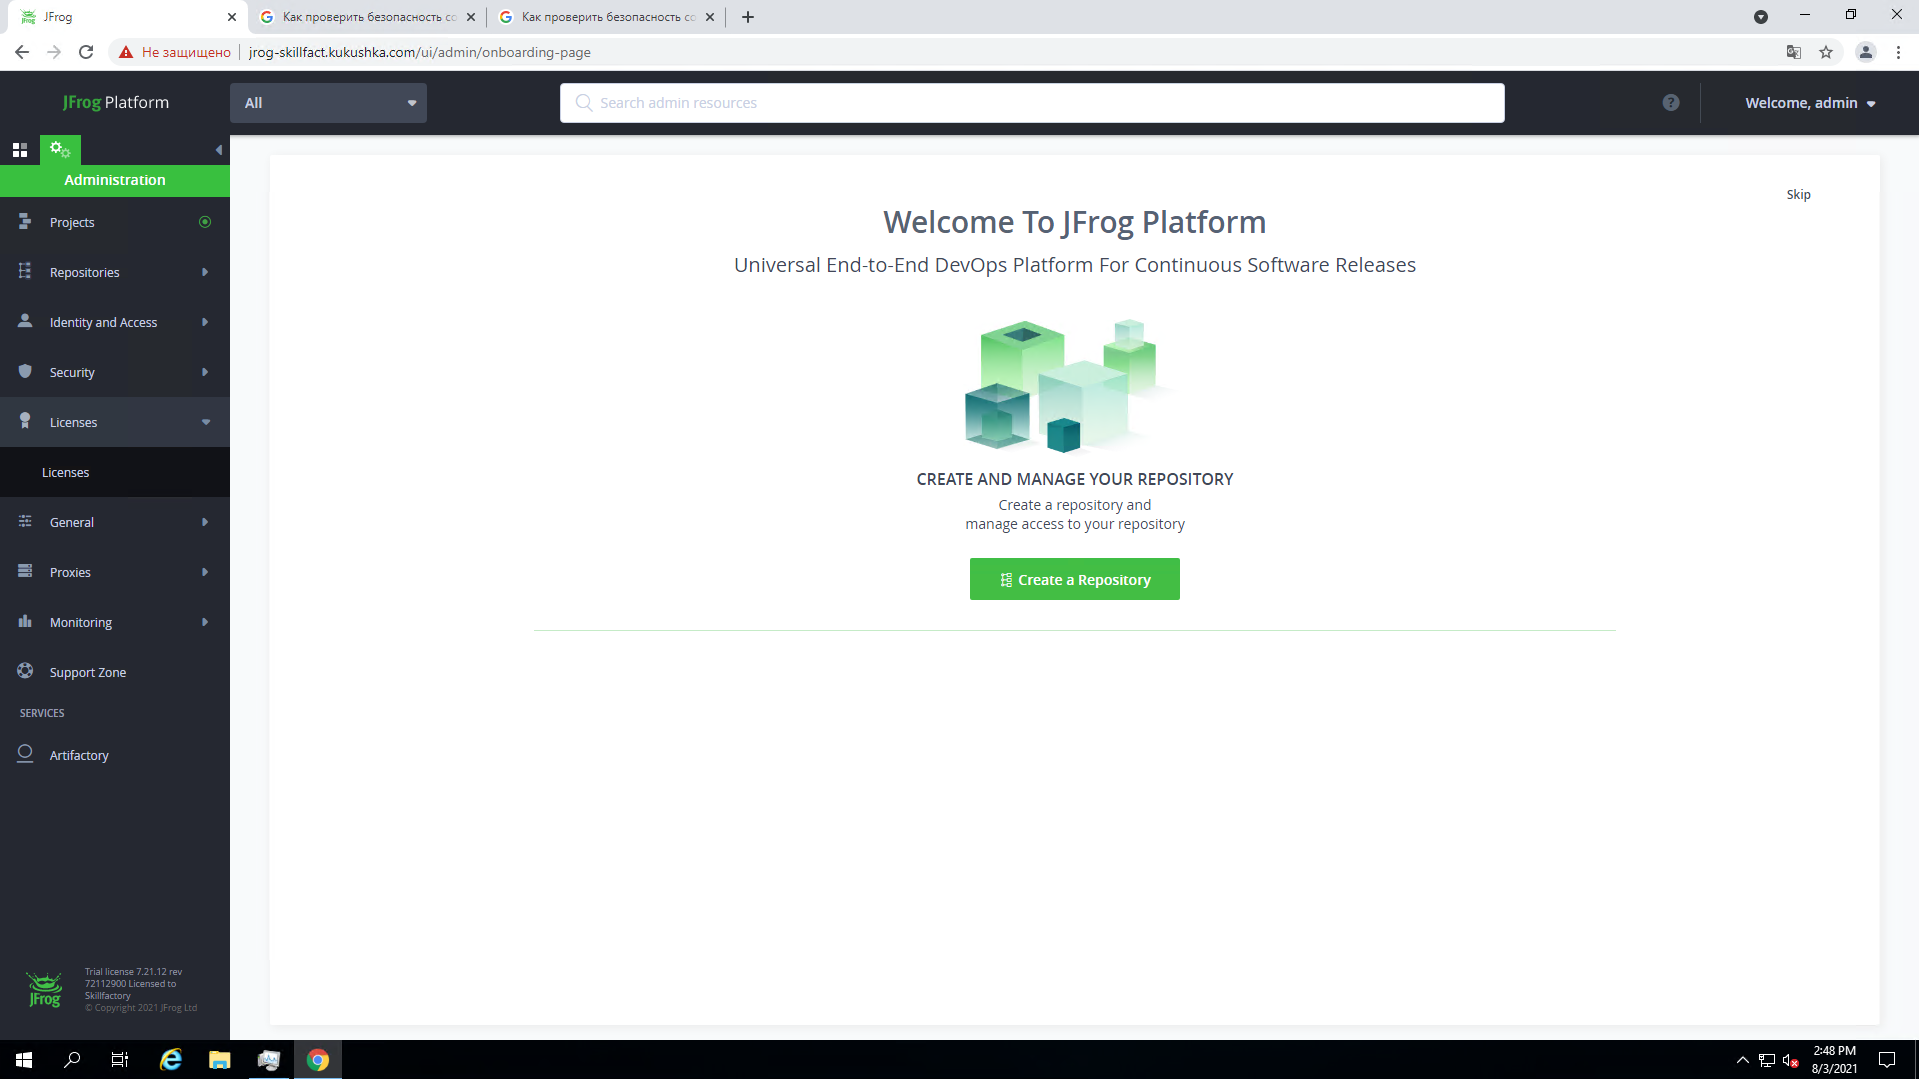 JFrog
Как проверить безопасность со
Как проверить безопасность со
Не защищено
jrog-skillfact.kukushka.com/ui/admin/onboarding-page
JFrog Platform
All
Search admin resources
Welcome, admin
Administration
Projects
Repositories
Identity and Access
Security
Licenses
Licenses
General
Proxies
Monitoring
Support Zone
SERVICES
Artifactory
Trial license 7.21.12 rev
72112900 Licensed to
Skillfactory
© Copyright 2021 JFrog Ltd
JFrog
Skip
Welcome To JFrog Platform
Universal End-to-End DevOps Platform For Continuous Software Releases
CREATE AND MANAGE YOUR REPOSITORY
Create a repository and
manage access to your repository
Create a Repository
2:48 PM
8/3/2021